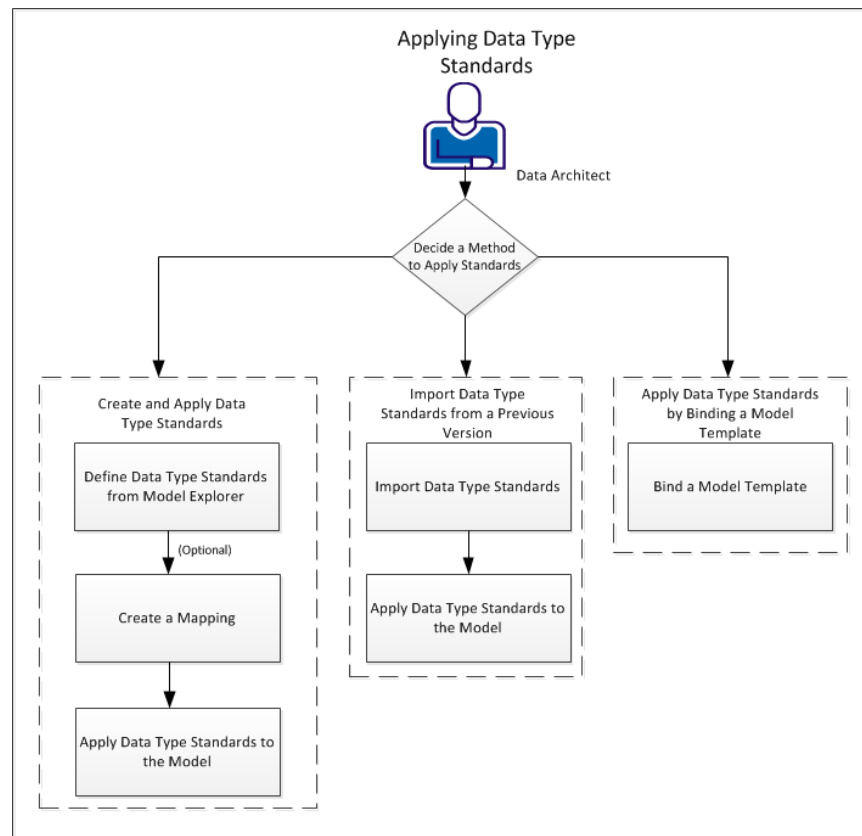 Applying Data Type
Standards
Data Architect
Decide a Method
to Apply Standards
Create and Apply Data
Type Standards
Define Data Type Standards
from Model Explorer
(Optional)
Create a Mapping
Apply Data Type Standards to
the Model
Import Data Type
Standards from a Previous
Version
Import Data Type Standards
Apply Data Type Standards to
the Model
Apply Data Type Standards
by Binding a Model
Template
Bind a Model Template